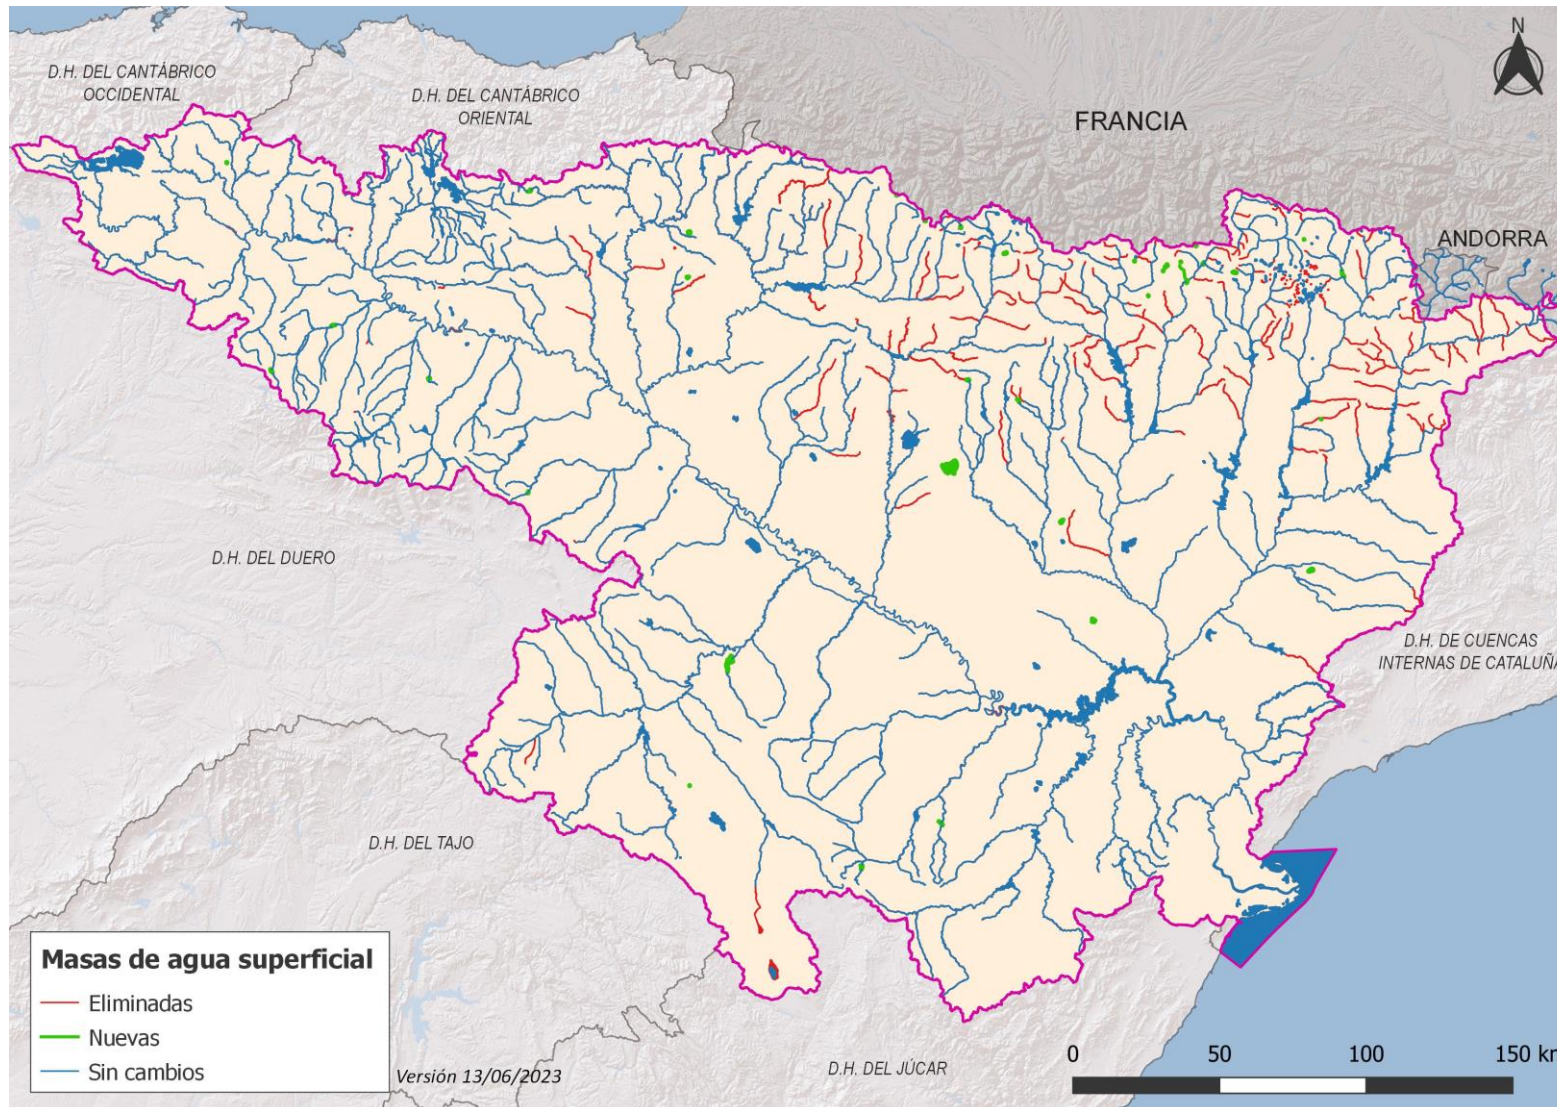 N
D.H. DEL CANTÁBRICO
OCCIDENTAL
D.H. DEL CANTÁBRICO
ORIENTAL
FRANCIA
ANDORRA
D.H. DEL DUERO
D.H. DE CUENCAS
INTERNAS DE CATALUÑA
D.H. DEL TAJO
D.H. DEL JÚCAR
Masas de agua superficial
Eliminadas
Nuevas
Sin cambios
Versión 13/06/2023
0 50 100 150 km